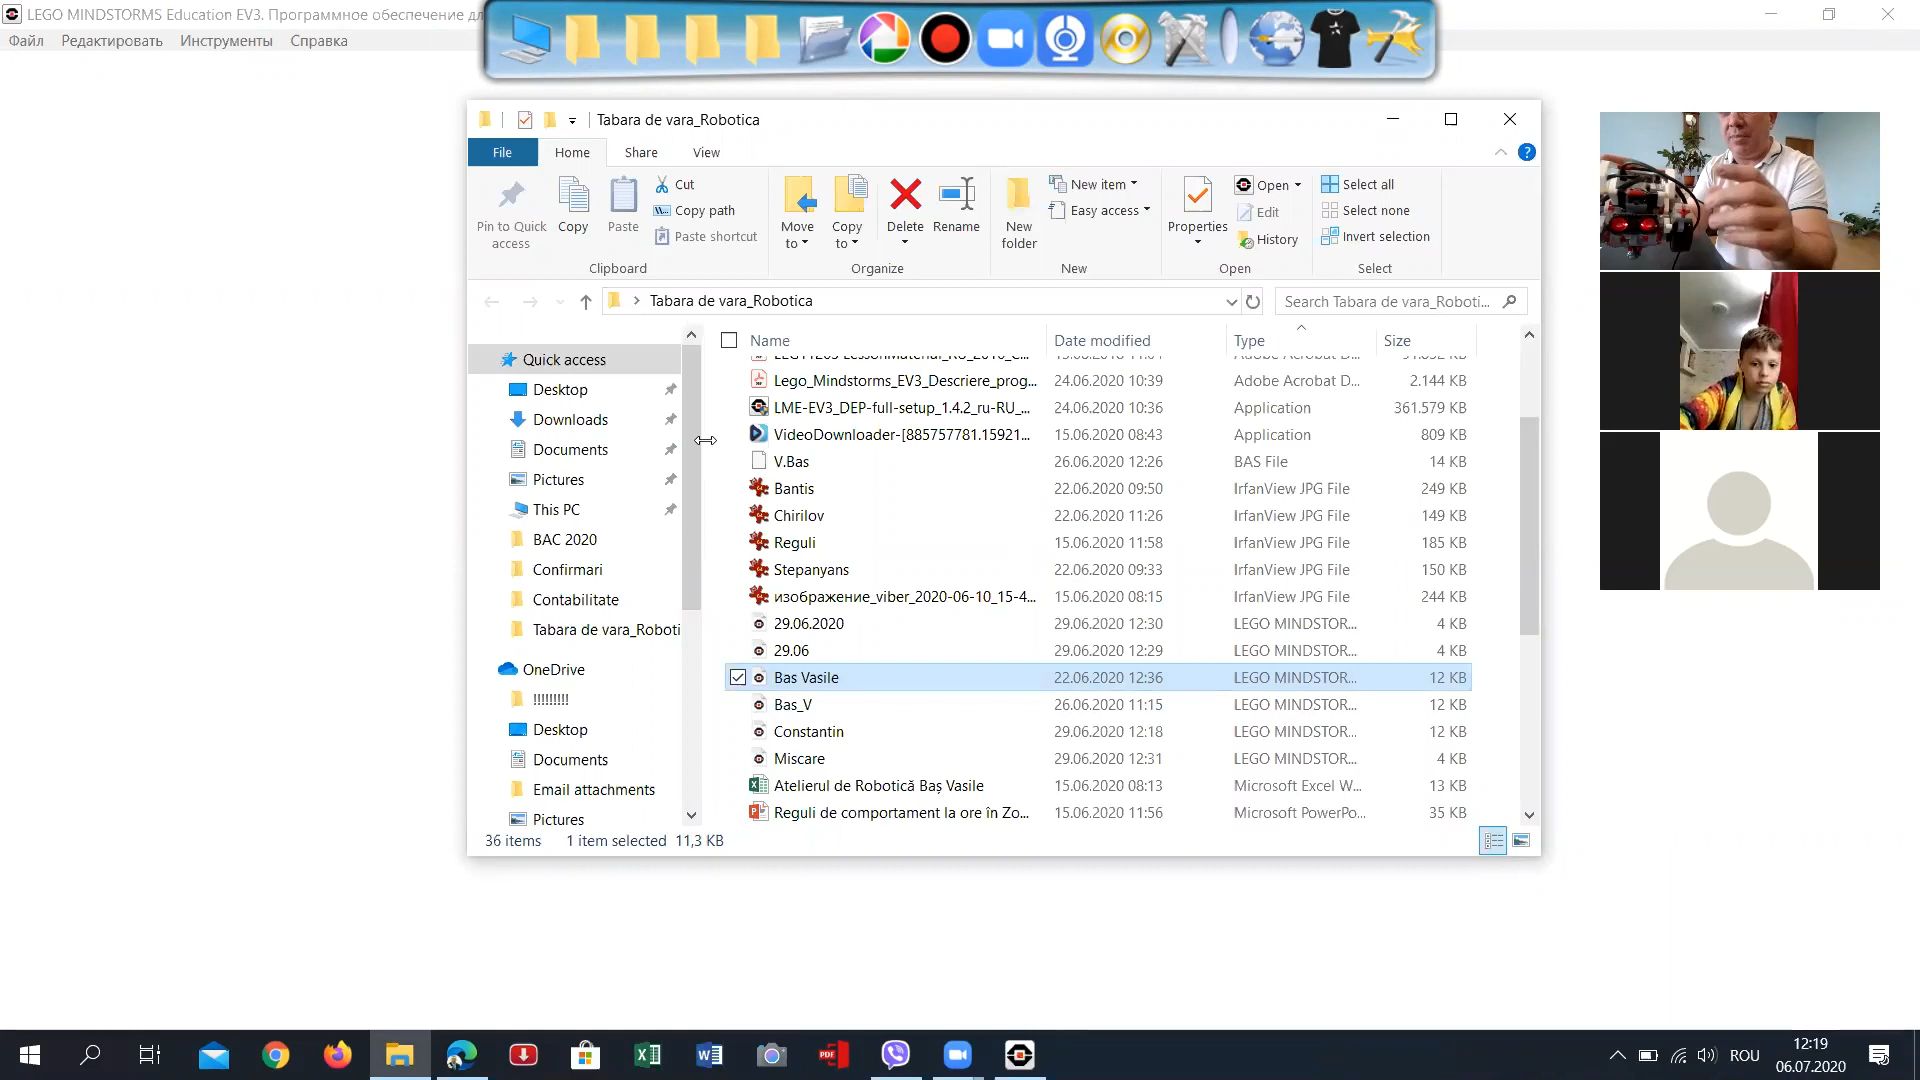 LEGO MINDSTORMS Education EV3. Программное обеспечение дл
Файл Редактировать Инструменты Справка
Tabara de vara_Robotica
File Home Share View
Pin to Quick access
Copy
Paste
Cut
Copy path
Paste shortcut
Clipboard
Move to
Copy to
Delete
Rename
Organize
New folder
New item
Easy access
New
Properties
Open
Edit
History
Open
Select all
Select none
Invert selection
Select
Tabara de vara_Robotica
Search Tabara de vara_Roboti...
Quick access
Desktop
Downloads
Documents
Pictures
This PC
BAC 2020
Confirmari
Contabilitate
Tabara de vara_Roboti
OneDrive
!!!!!!!!!
Desktop
Documents
Email attachments
Pictures
Name Date modified Type Size
Lego_Mindstorms_EV3_Descriere_prog... 24.06.2020 10:39 Adobe Acrobat D... 2.144 KB
LME-EV3_DEP-full-setup_1.4.2_ru-RU_... 24.06.2020 10:36 Application 361.579 KB
VideoDownloader-[885757781.15921... 15.06.2020 08:43 Application 809 KB
V.Bas 26.06.2020 12:26 BAS File 14 KB
Bantis 22.06.2020 09:50 IrfanView JPG File 249 KB
Chirilov 22.06.2020 11:26 IrfanView JPG File 149 KB
Reguli 15.06.2020 11:58 IrfanView JPG File 185 KB
Stepanyans 22.06.2020 09:33 IrfanView JPG File 150 KB
изображение_viber_2020-06-10_15-4... 15.06.2020 08:15 IrfanView JPG File 244 KB
29.06.2020 29.06.2020 12:30 LEGO MINDSTOR... 4 KB
29.06 29.06.2020 12:29 LEGO MINDSTOR... 4 KB
Bas Vasile 22.06.2020 12:36 LEGO MINDSTOR... 12 KB
Bas_V 26.06.2020 11:15 LEGO MINDSTOR... 12 KB
Constantin 29.06.2020 12:18 LEGO MINDSTOR... 12 KB
Miscare 29.06.2020 12:31 LEGO MINDSTOR... 4 KB
Atelierul de Robotică Baș Vasile 15.06.2020 08:13 Microsoft Excel W... 13 KB
Reguli de comportament la ore în Zo... 15.06.2020 11:56 Microsoft PowerPo... 35 KB
36 items 1 item selected 11,3 KB
PDF
ROU
12:19
06.07.2020